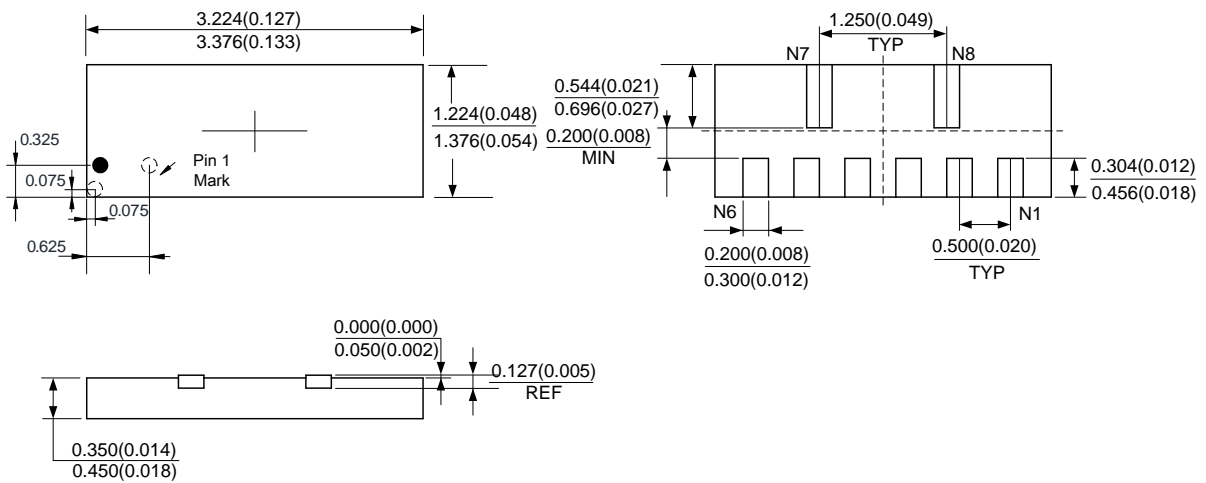 3.224(0.127)
3.376(0.133)
1.224(0.048)
1.376(0.054)
0.325
0.075
0.075
0.625
Pin 1
Mark
1.250(0.049)
TYP
N7
N8
0.544(0.021)
0.696(0.027)
0.200(0.008)
MIN
0.304(0.012)
0.456(0.018)
N6
N1
0.200(0.008)
0.300(0.012)
0.500(0.020)
TYP
0.000(0.000)
0.050(0.002)
0.127(0.005)
REF
0.350(0.014)
0.450(0.018)